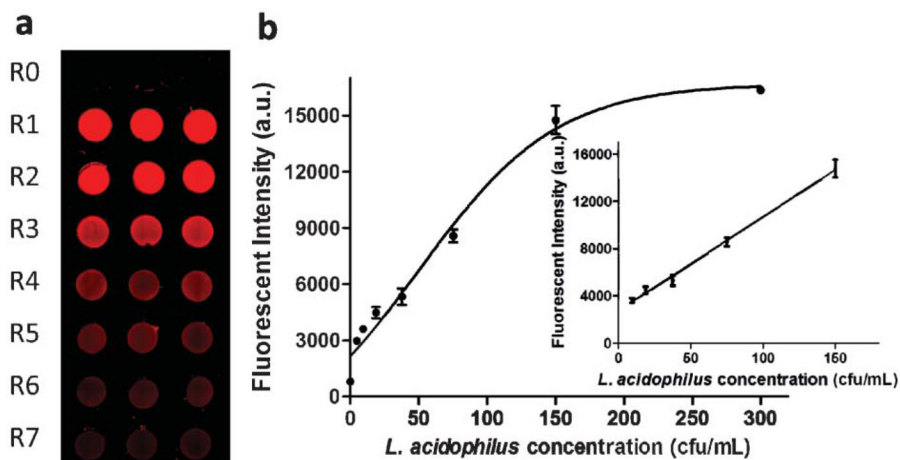 a
R0
R1
R2
R3
R4
R5
R6
R7
b
Fluorescent Intensity (a.u.)
15000
12000
9000
6000
3000
0
0 50 100 150 200 250 300
L. acidophilus concentration (cfu/mL)
Fluorescent Intensity (a.u.)
16000
12000
8000
4000
0
0 50 100 150
L. acidophilus concentration (cfu/mL)